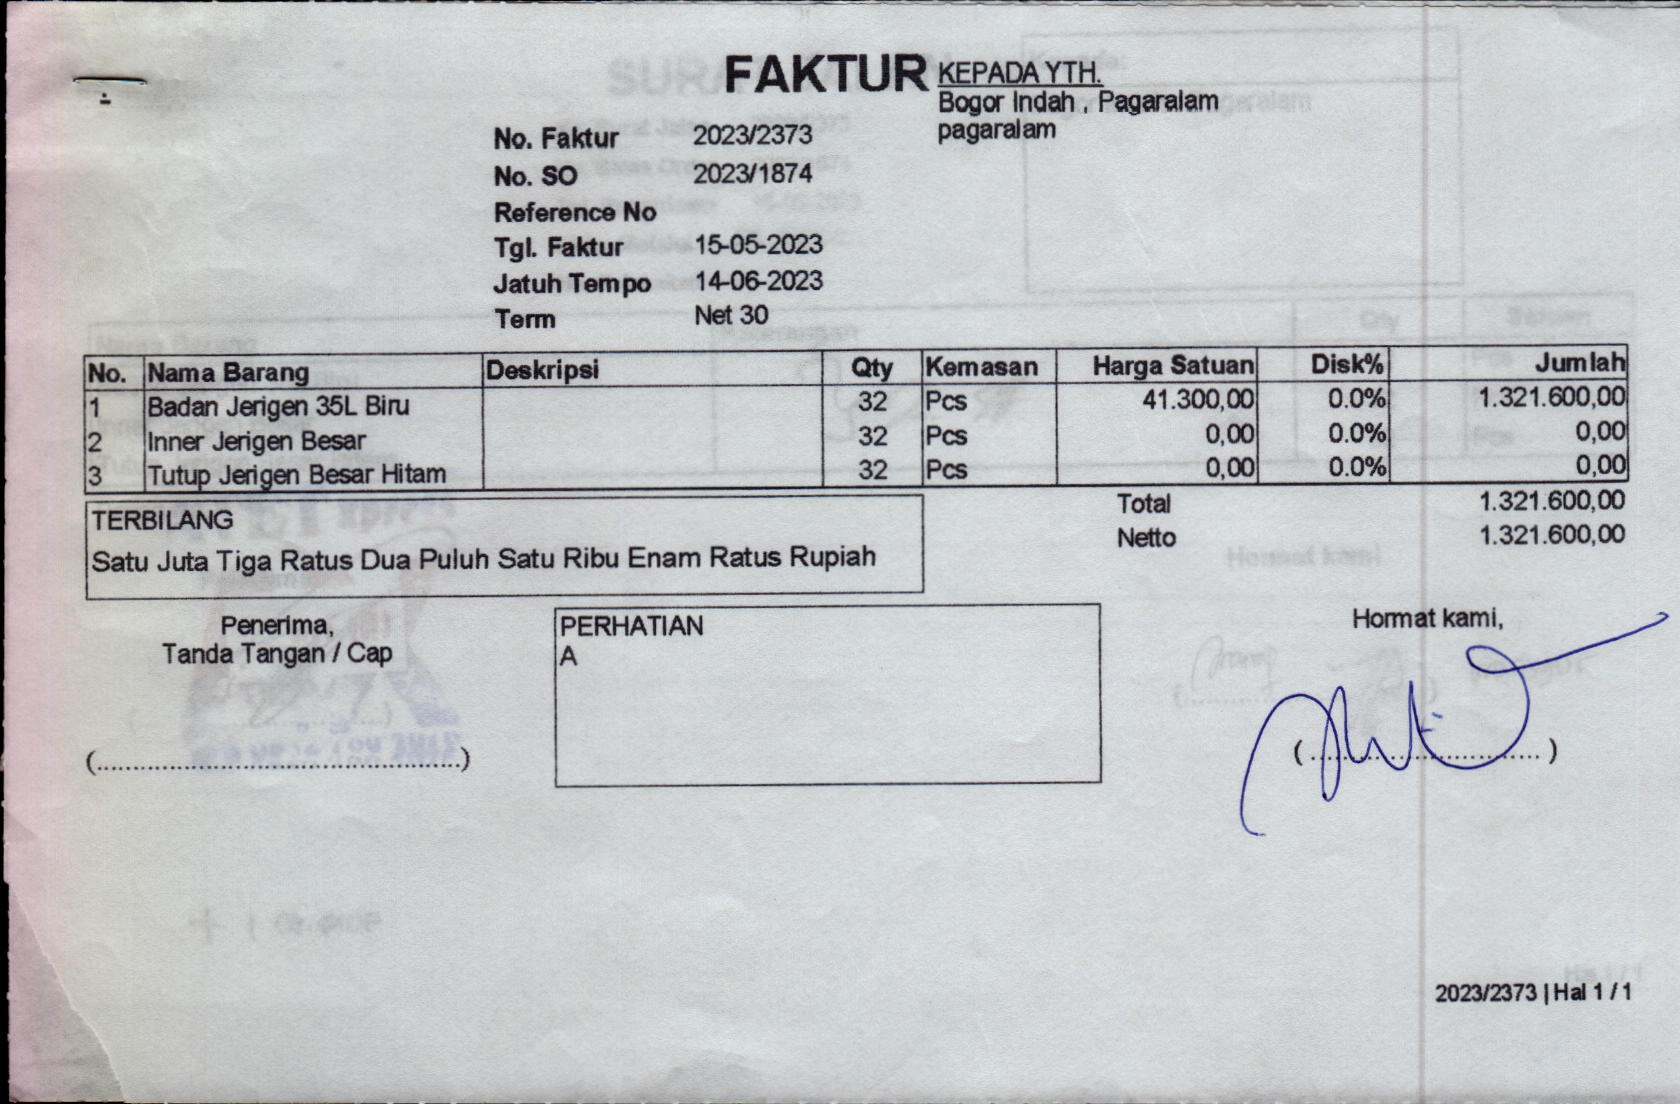 FAKTUR
KEPADA YTH.
Bogor Indah , Pagaralam
pagaralam
No. Faktur 2023/2373
No. SO 2023/1874
Reference No
Tgl. Faktur 15-05-2023
Jatuh Tempo 14-06-2023
Term Net 30
No. Nama Barang Deskripsi Qty Kemasan Harga Satuan Disk% Jumlah
1 Badan Jerigen 35L Biru 32 Pcs 41.300,00 0.0% 1.321.600,00
2 Inner Jerigen Besar 32 Pcs 0,00 0.0% 0,00
3 Tutup Jerigen Besar Hitam 32 Pcs 0,00 0.0% 0,00
Total 1.321.600,00
Netto 1.321.600,00
TERBILANG
Satu Juta Tiga Ratus Dua Puluh Satu Ribu Enam Ratus Rupiah
Penerima,
Tanda Tangan / Cap
(..................................................)
PERHATIAN
A
Hormat kami,
(................................)
2023/2373 | Hal 1 / 1